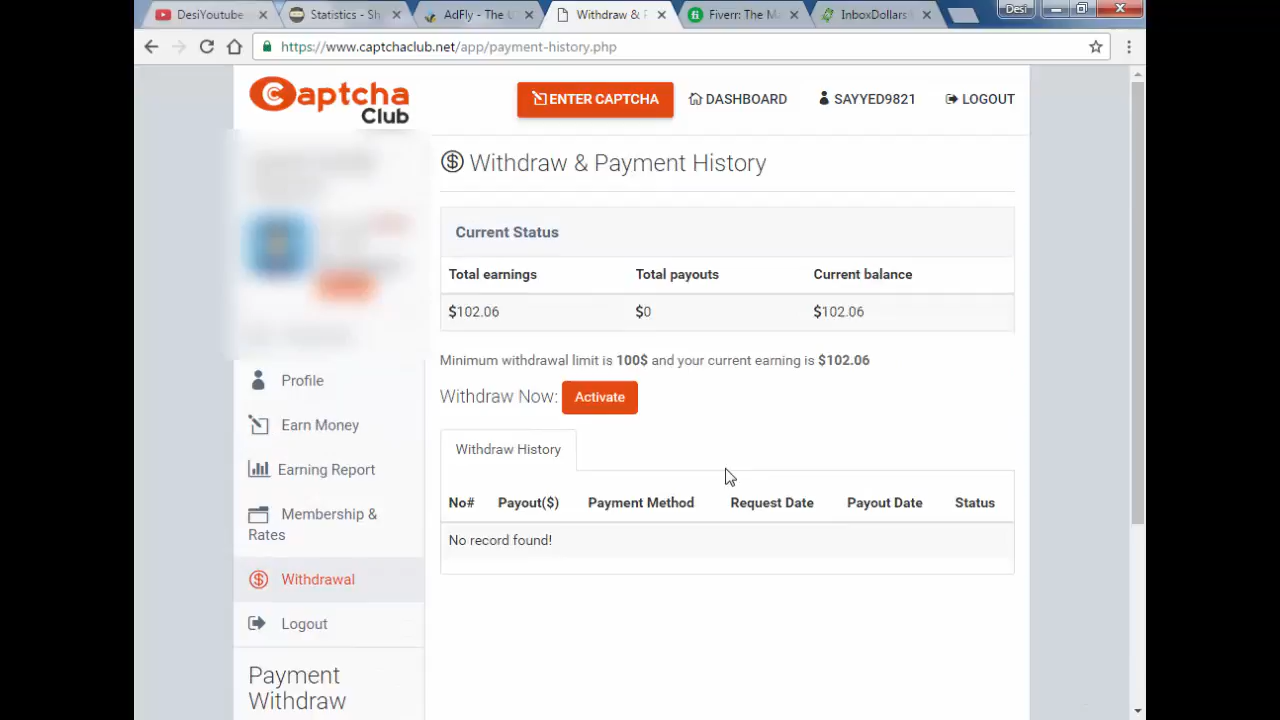 DesiYoutube
Statistics - Sh
AdFly - The U
Withdraw & P
Fiverr: The M
InboxDollars
Desi
https://www.captchaclub.net/app/payment-history.php
Captcha
Club
ENTER CAPTCHA
DASHBOARD
SAYYED9821
LOGOUT
Withdraw & Payment History
Current Status
Total earnings Total payouts Current balance
$102.06 $0 $102.06
Minimum withdrawal limit is 100$ and your current earning is $102.06
Withdraw Now: Activate
Withdraw History
No# Payout($) Payment Method Request Date Payout Date Status
No record found!
Profile
Earn Money
Earning Report
Membership &
Rates
Withdrawal
Logout
Payment
Withdraw